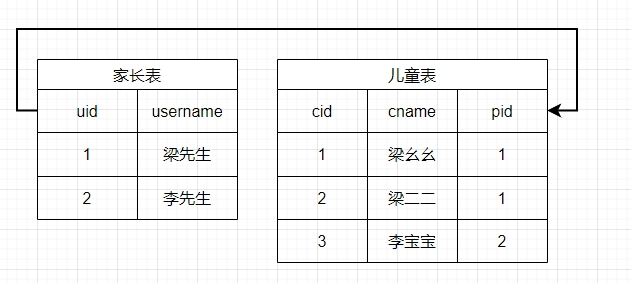 家长表
uid username
1 梁先生
2 李先生
儿童表
cid cname pid
1 梁幺幺 1
2 梁二二 1
3 李宝宝 2